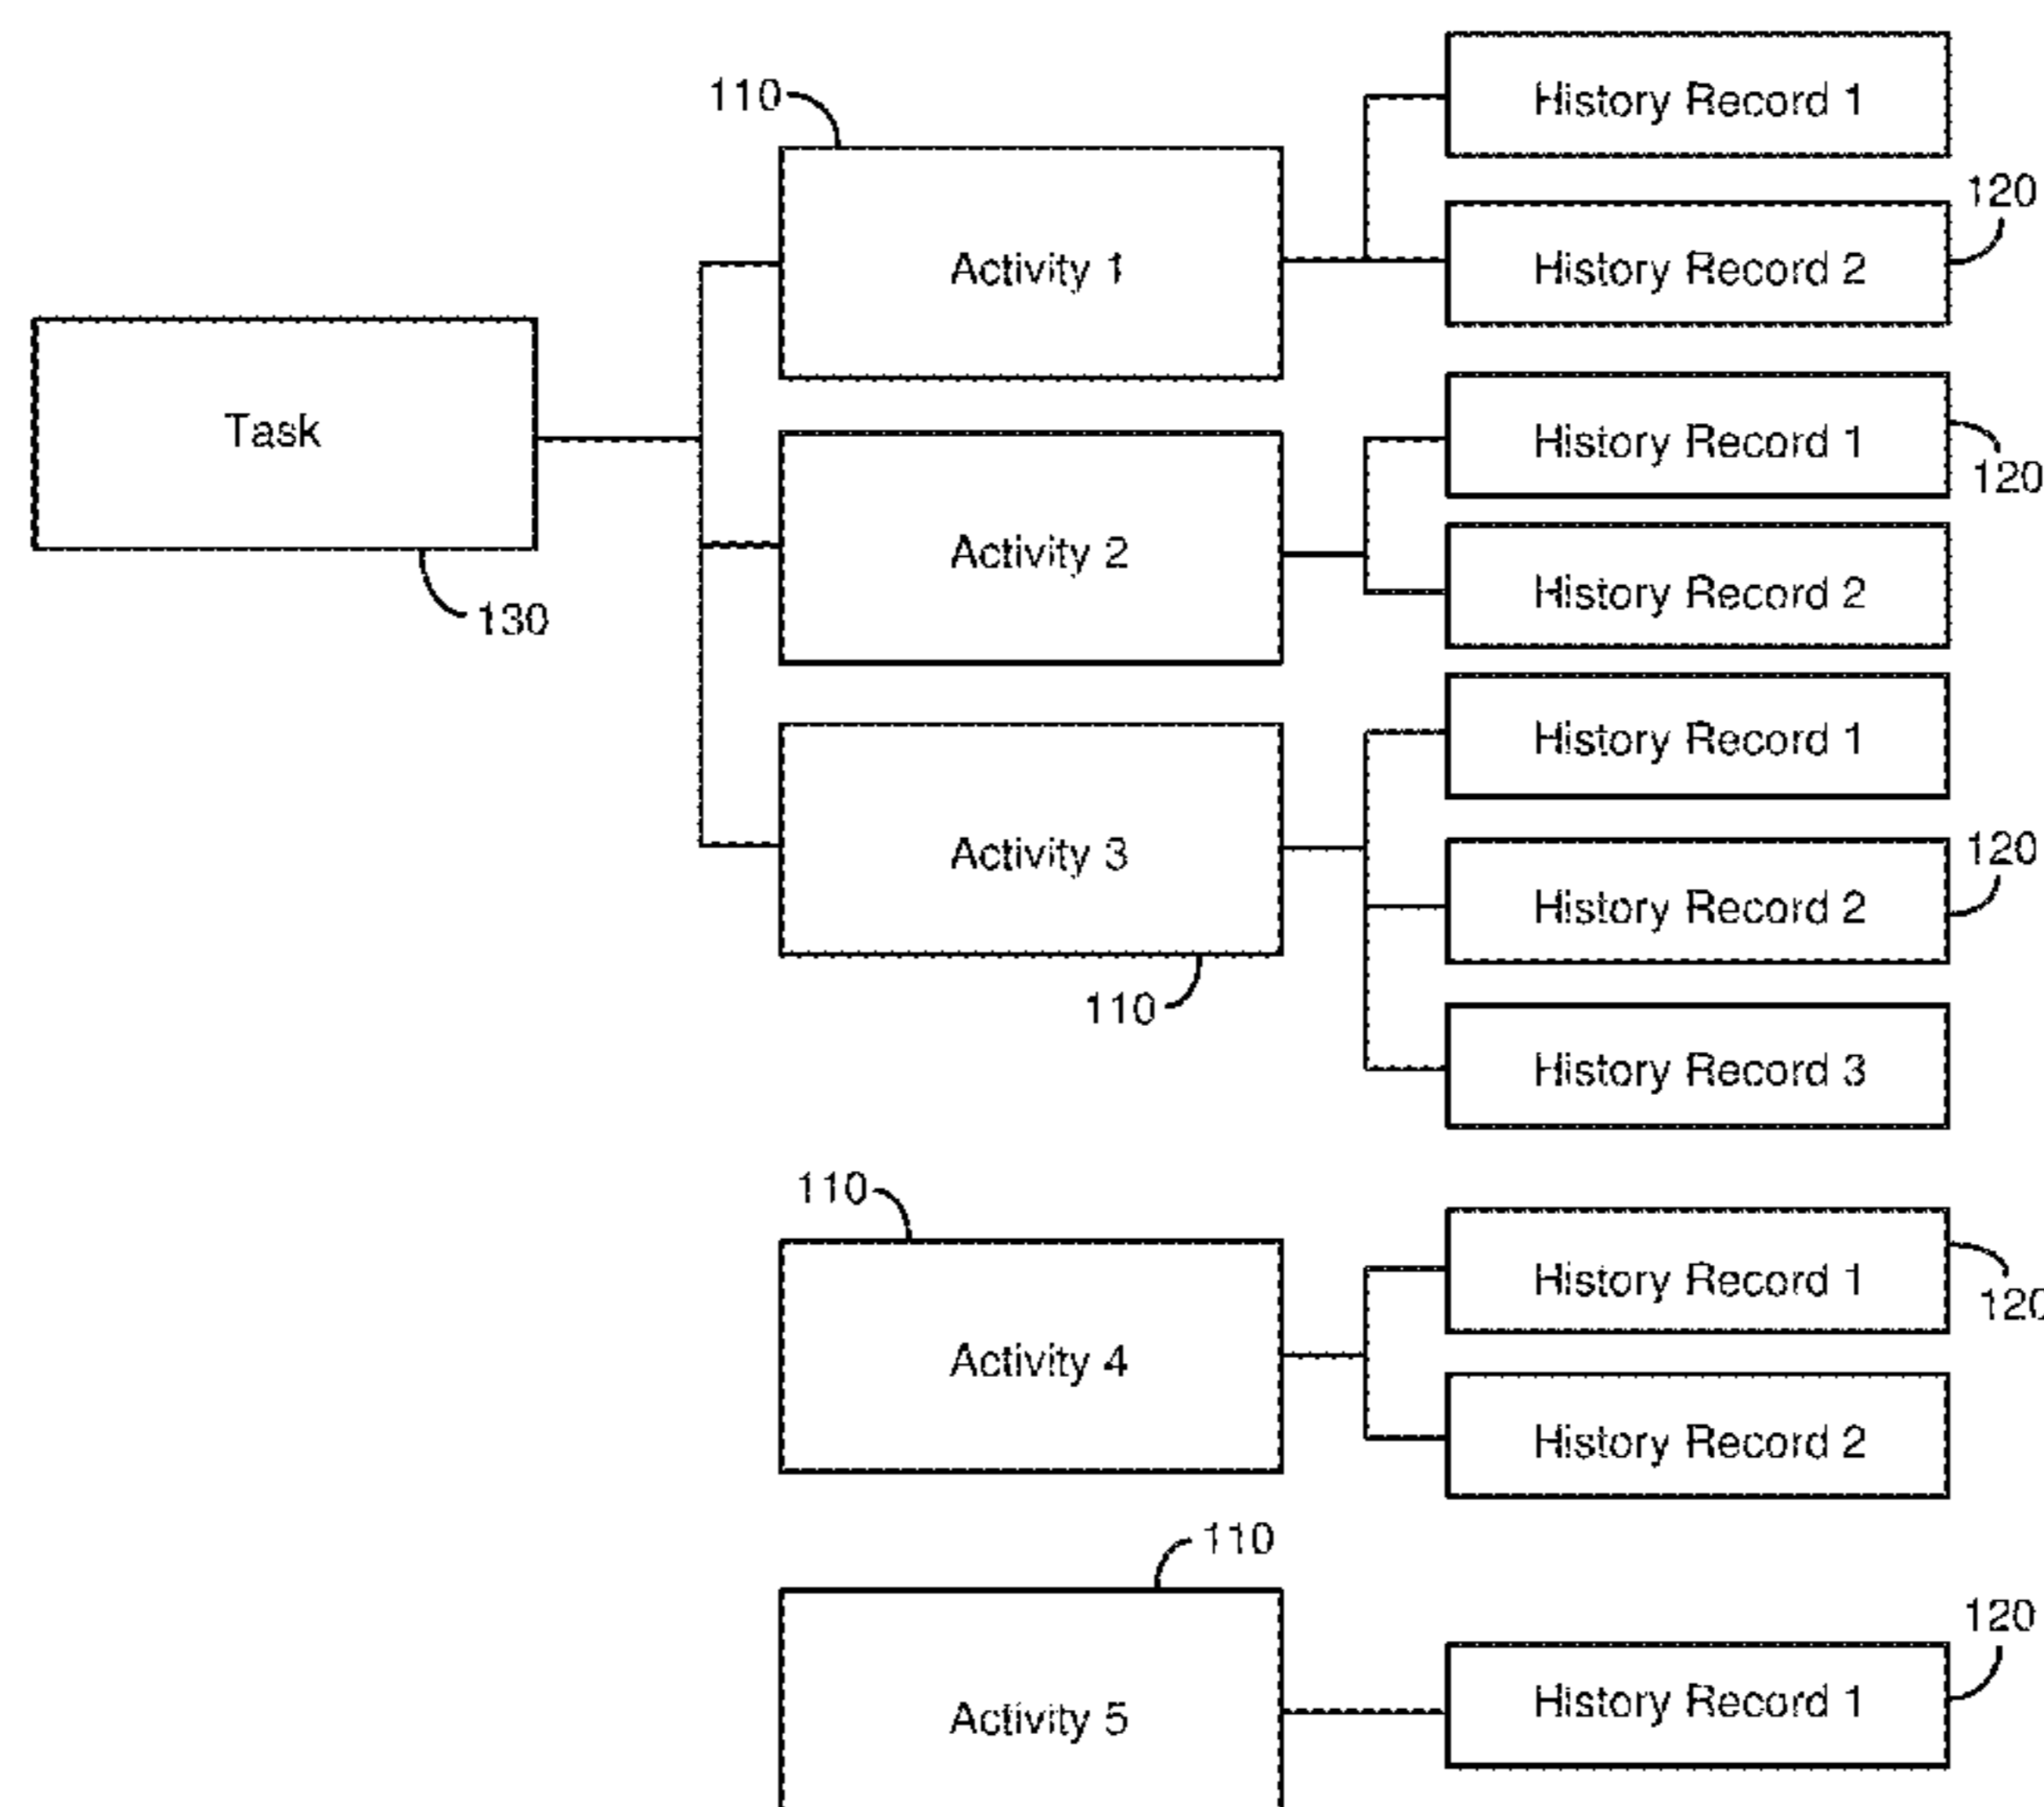 110
History Record 1
120
Activity 1
History Record 2
Task
History Record 1
120
130
Activity 2
History Record 2
History Record 1
Activity 3
120
History Record 2
110
History Record 3
110
History Record 1
120
Activity 4
History Record 2
110
120
Activity 5
History Record 1